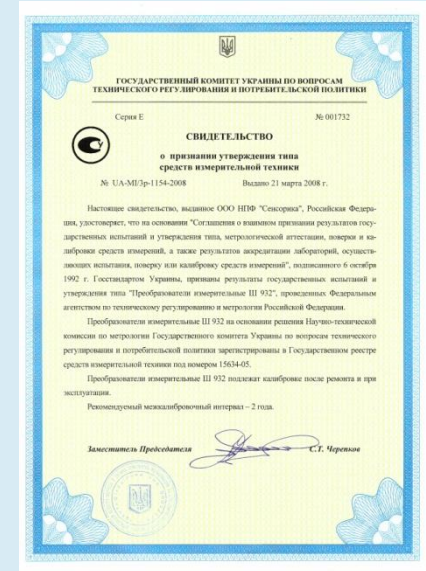 ГОСУДАРСТВЕННЫЙ КОМИТЕТ УКРАИНЫ ПО ВОПРОСАМ
ТЕХНИЧЕСКОГО РЕГУЛИРОВАНИЯ И ПОТРЕБИТЕЛЬСКОЙ ПОЛИТИКИ
Серия Е № 001732
СВИДЕТЕЛЬСТВО
о признании утверждения типа
средств измерительной техники
№ UA-MI/3р-1154-2008 Выдано 21 марта 2008 г.
Настоящее свидетельство, выданное ООО НПФ "Сенсорика", Российская Федера-
ция, удостоверяет, что на основании "Соглашения о взаимном признании результатов госу-
дарственных испытаний и утверждения типа, метрологической аттестации, поверки и ка-
либровки средств измерений, а также результатов аккредитации лабораторий, осуществ-
ляющих испытания, поверку или калибровку средств измерений", подписанного 6 октября
1992 г. Госстандартом Украины, признаны результаты государственных испытаний и
утверждения типа "Преобразователи измерительные Ш 932", проведенных Федеральным
агентством по техническому регулированию и метрологии Российской Федерации.
Преобразователи измерительные Ш 932 на основании решения Научно-технической
комиссии по метрологии Государственного комитета Украины по вопросам технического
регулирования и потребительской политики зарегистрированы в Государственном реестре
средств измерительной техники под номером 15634-05.
Преобразователи измерительные Ш 932 подлежат калибровке после ремонта и при
эксплуатации.
Рекомендуемый межкалибровочный интервал – 2 года.
Заместитель Председателя С.Т. Черепков